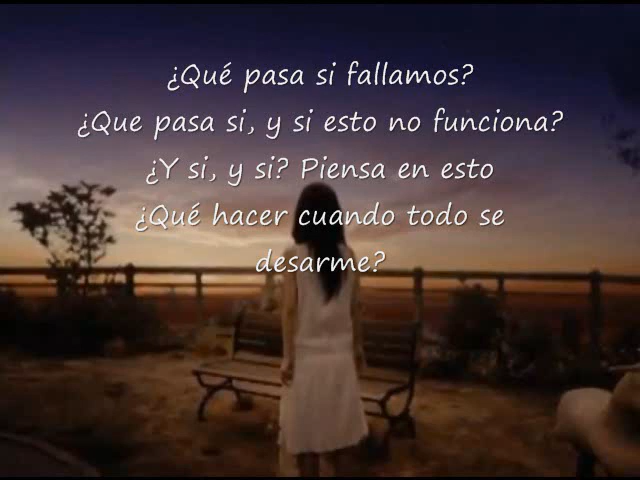 ¿Qué pasa si fallamos?
¿Que pasa si, y si esto no funciona?
¿Y si, y si? Piensa en esto
¿Qué hacer cuando todo se
desarme?